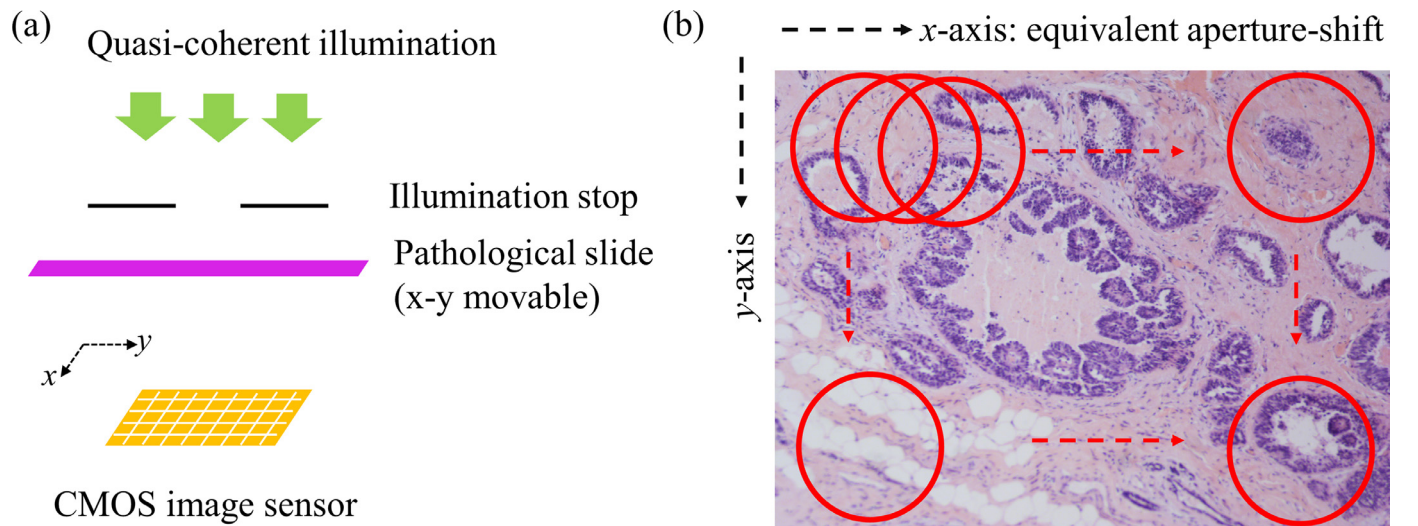 (a)
Quasi-coherent illumination
Illumination stop
Pathological slide
(x-y movable)
x
y
CMOS image sensor
(b)
x-axis: equivalent aperture-shift
y-axis